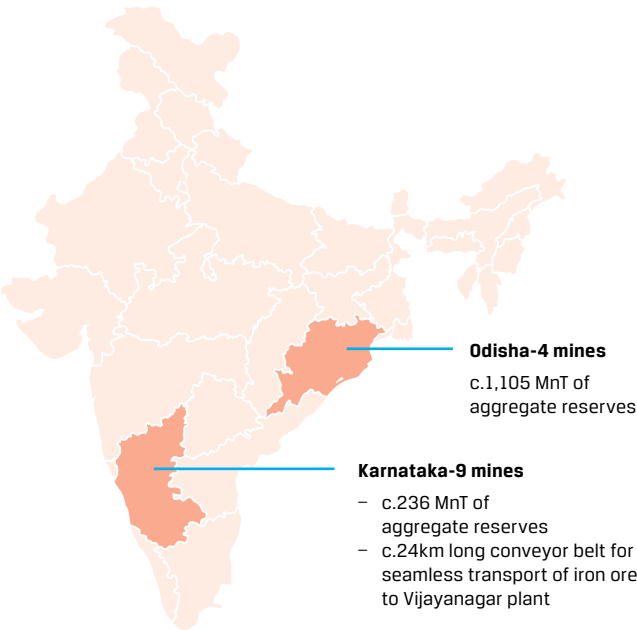 Odisha-4 mines
c.1,105 MnT of
aggregate reserves
Karnataka-9 mines
– c.236 MnT of
aggregate reserves
– c.24km long conveyor belt for
seamless transport of iron ore
to Vijayanagar plant